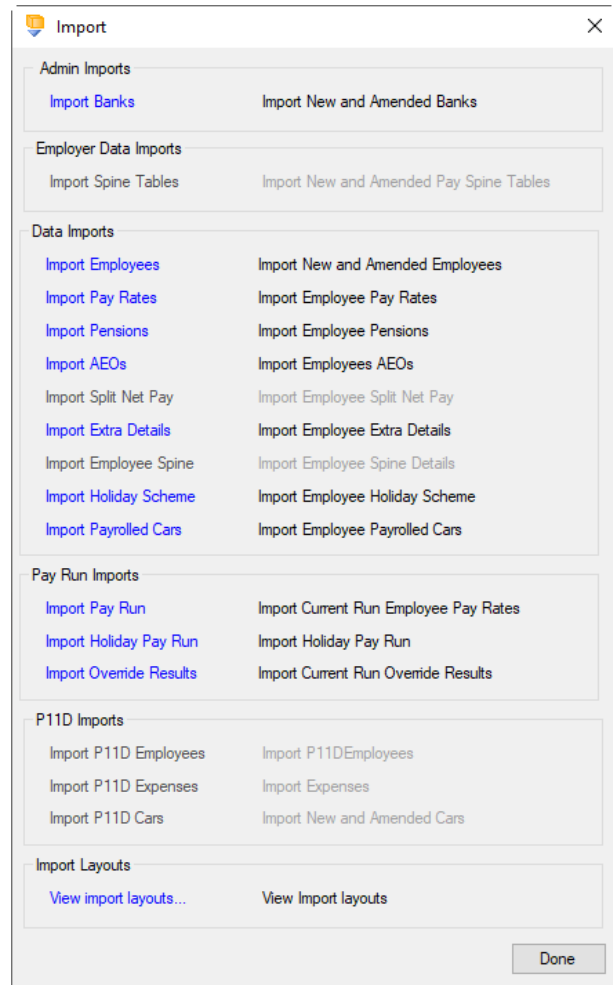 Import
Admin Imports
Import Banks Import New and Amended Banks
Employer Data Imports
Import Spine Tables Import New and Amended Pay Spine Tables
Data Imports
Import Employees Import New and Amended Employees
Import Pay Rates Import Employee Pay Rates
Import Pensions Import Employee Pensions
Import AEOs Import Employees AEOs
Import Split Net Pay Import Employee Split Net Pay
Import Extra Details Import Employee Extra Details
Import Employee Spine Import Employee Spine Details
Import Holiday Scheme Import Employee Holiday Scheme
Import Payrolled Cars Import Employee Payrolled Cars
Pay Run Imports
Import Pay Run Import Current Run Employee Pay Rates
Import Holiday Pay Run Import Holiday Pay Run
Import Override Results Import Current Run Override Results
P11D Imports
Import P11D Employees Import P11DEmployees
Import P11D Expenses Import Expenses
Import P11D Cars Import New and Amended Cars
Import Layouts
View import layouts... View Import layouts
Done